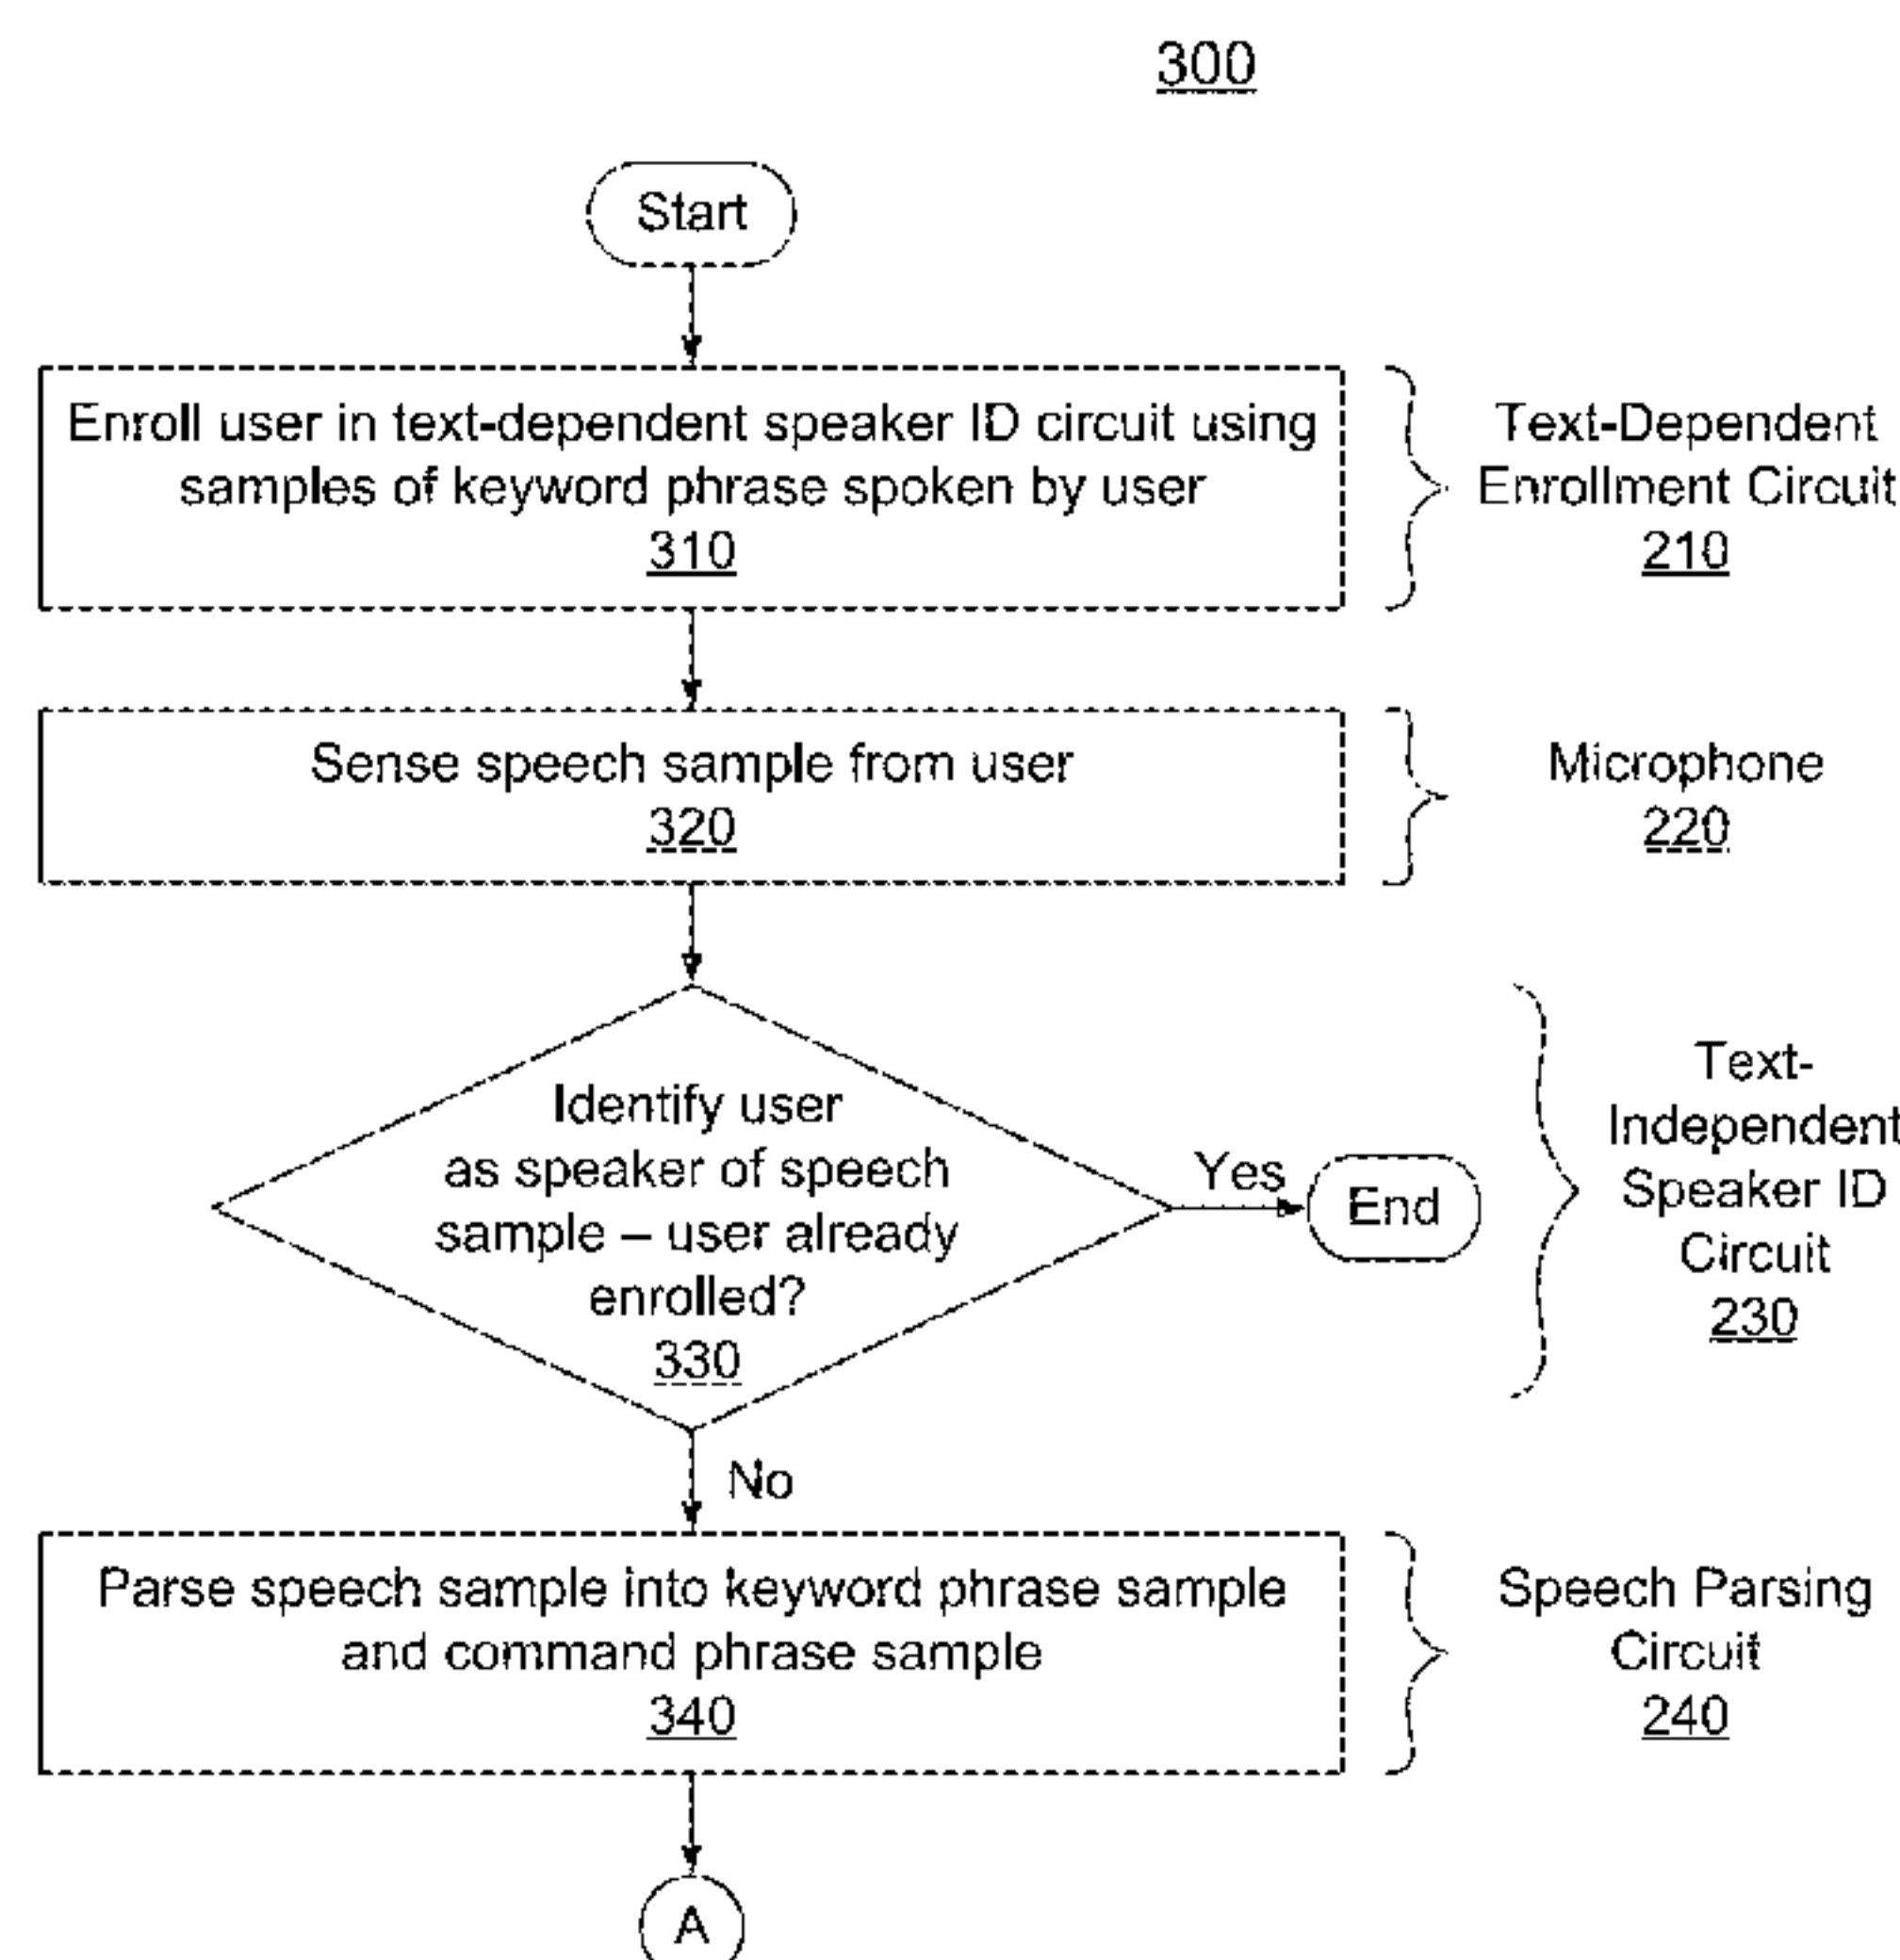 300
Start
Enroll user in text-dependent speaker ID circuit using
samples of keyword phrase spoken by user
310
Text-Dependent
Enrollment Circuit
210
Sense speech sample from user
320
Microphone
220
Identify user
as speaker of speech
sample – user already
enrolled?
330
Yes
End
Text-
Independent
Speaker ID
Circuit
230
No
Parse speech sample into keyword phrase sample
and command phrase sample
340
Speech Parsing
Circuit
240
A